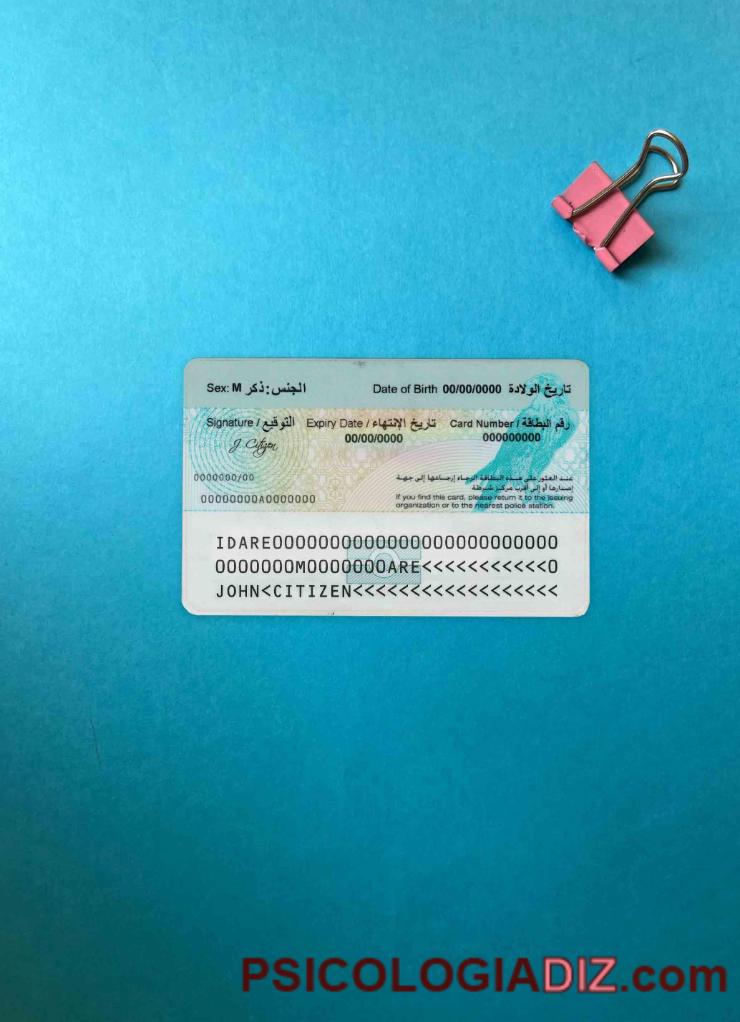 Sex: M الجنس: ذكر Date of Birth 00/00/0000 تاريخ الولادة
Signature / التوقيع Expiry Date / تاريخ الإنتهاء Card Number / رقم البطاقة
J. Citizen 00/00/0000 000000000
0000000/00
00000000A0000000
عند العثور على هذه البطاقة الرجاء إرجاعها إلى جهة
إصدارها أو إلى أقرب مركز شرطة
If you find this card, please return it to the issuing
organization or to the nearest police station.
IDARE0000000000000000000000000
0000000M0000000ARE<<<<<<<<<<<0
JOHN<CITIZEN<<<<<<<<<<<<<<<<<<
PSICOLOGIADIZ.com